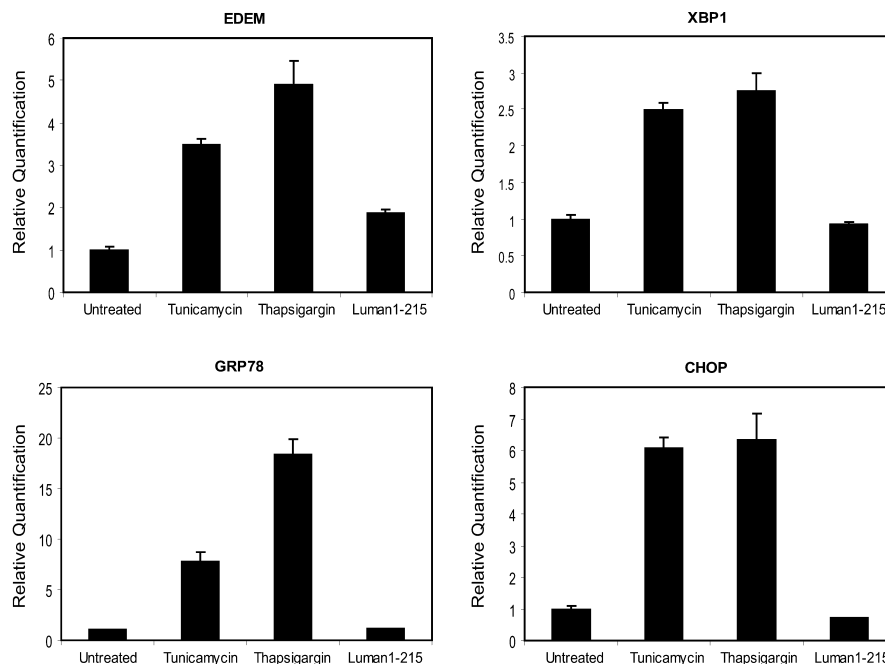 EDEM
Relative Quantification
6
5
4
3
2
1
0
Untreated Tunicamycin Thapsigargin Luman1-215
XBP1
Relative Quantification
3.5
3
2.5
2
1.5
1
0.5
0
Untreated Tunicamycin Thapsigargin Luman1-215
GRP78
Relative Quantification
25
20
15
10
5
0
Untreated Tunicamycin Thapsigargin Luman1-215
CHOP
Relative Quantification
8
7
6
5
4
3
2
1
0
Untreated Tunicamycin Thapsigargin Luman1-215